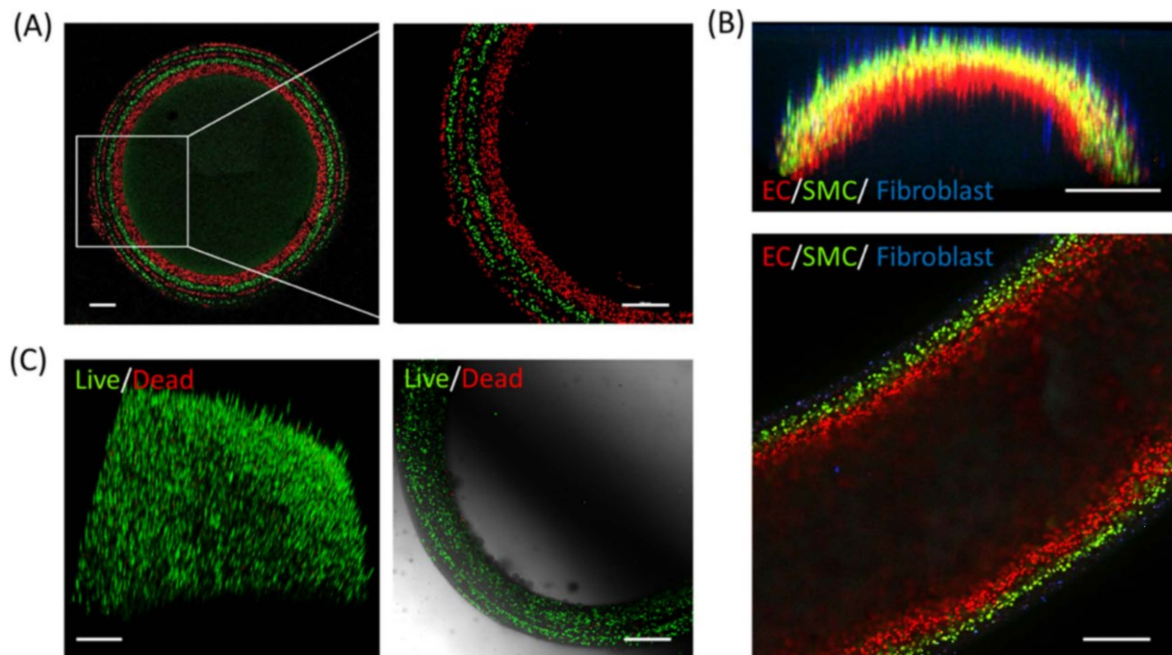 (A)
(B)
EC/SMC/ Fibroblast
EC/SMC/ Fibroblast
(C)
Live/Dead
Live/Dead